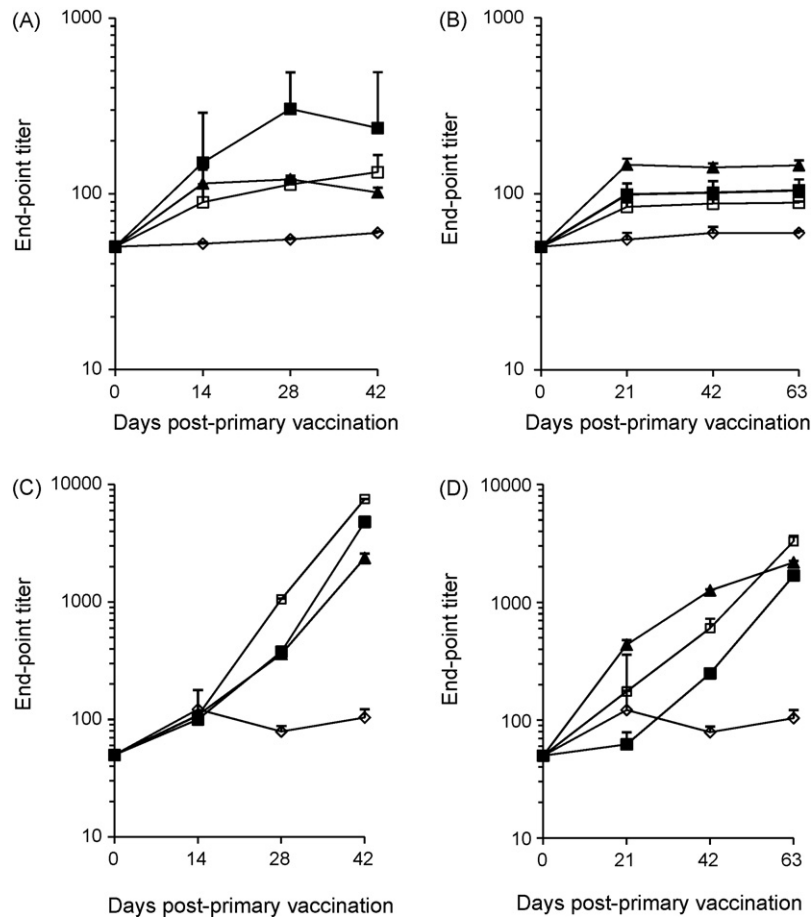 (A)
1000
100
10
End-point titer
0 14 28 42
Days post-primary vaccination
(B)
1000
100
10
End-point titer
0 21 42 63
Days post-primary vaccination
(C)
10000
1000
100
10
End-point titer
0 14 28 42
Days post-primary vaccination
(D)
10000
1000
100
10
End-point titer
0 21 42 63
Days post-primary vaccination